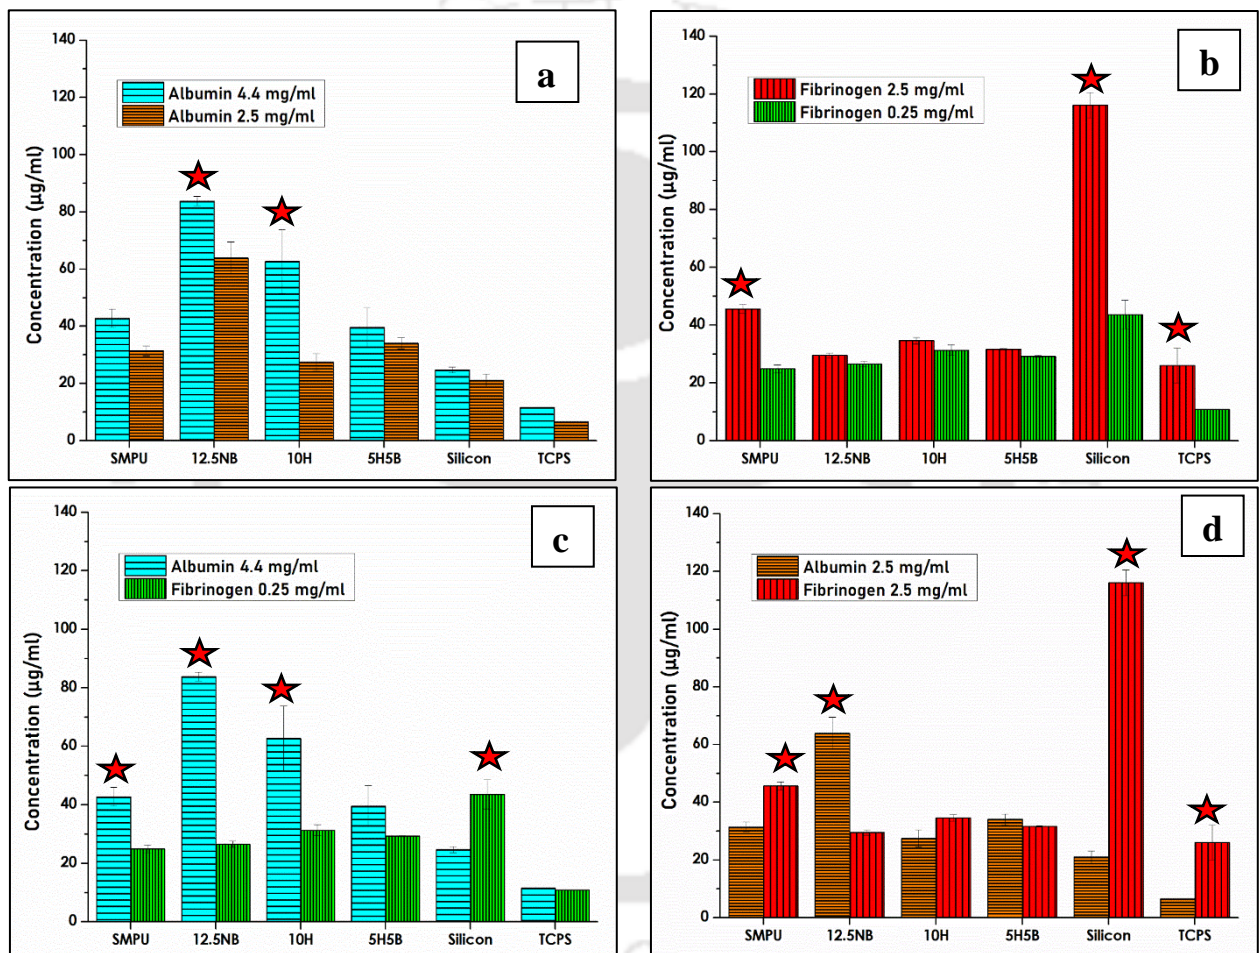 a
Albumin 4.4 mg/ml
Albumin 2.5 mg/ml
Concentration (µg/ml)
140
120
100
80
60
40
20
0
SMPU 12.5NB 10H 5H5B Silicon TCPS
b
Fibrinogen 2.5 mg/ml
Fibrinogen 0.25 mg/ml
Concentration (µg/ml)
140
120
100
80
60
40
20
0
SMPU 12.5NB 10H 5H5B Silicon TCPS
c
Albumin 4.4 mg/ml
Fibrinogen 0.25 mg/ml
Concentration (µg/ml)
140
120
100
80
60
40
20
0
SMPU 12.5NB 10H 5H5B Silicon TCPS
d
Albumin 2.5 mg/ml
Fibrinogen 2.5 mg/ml
Concentration (µg/ml)
140
120
100
80
60
40
20
0
SMPU 12.5NB 10H 5H5B Silicon TCPS